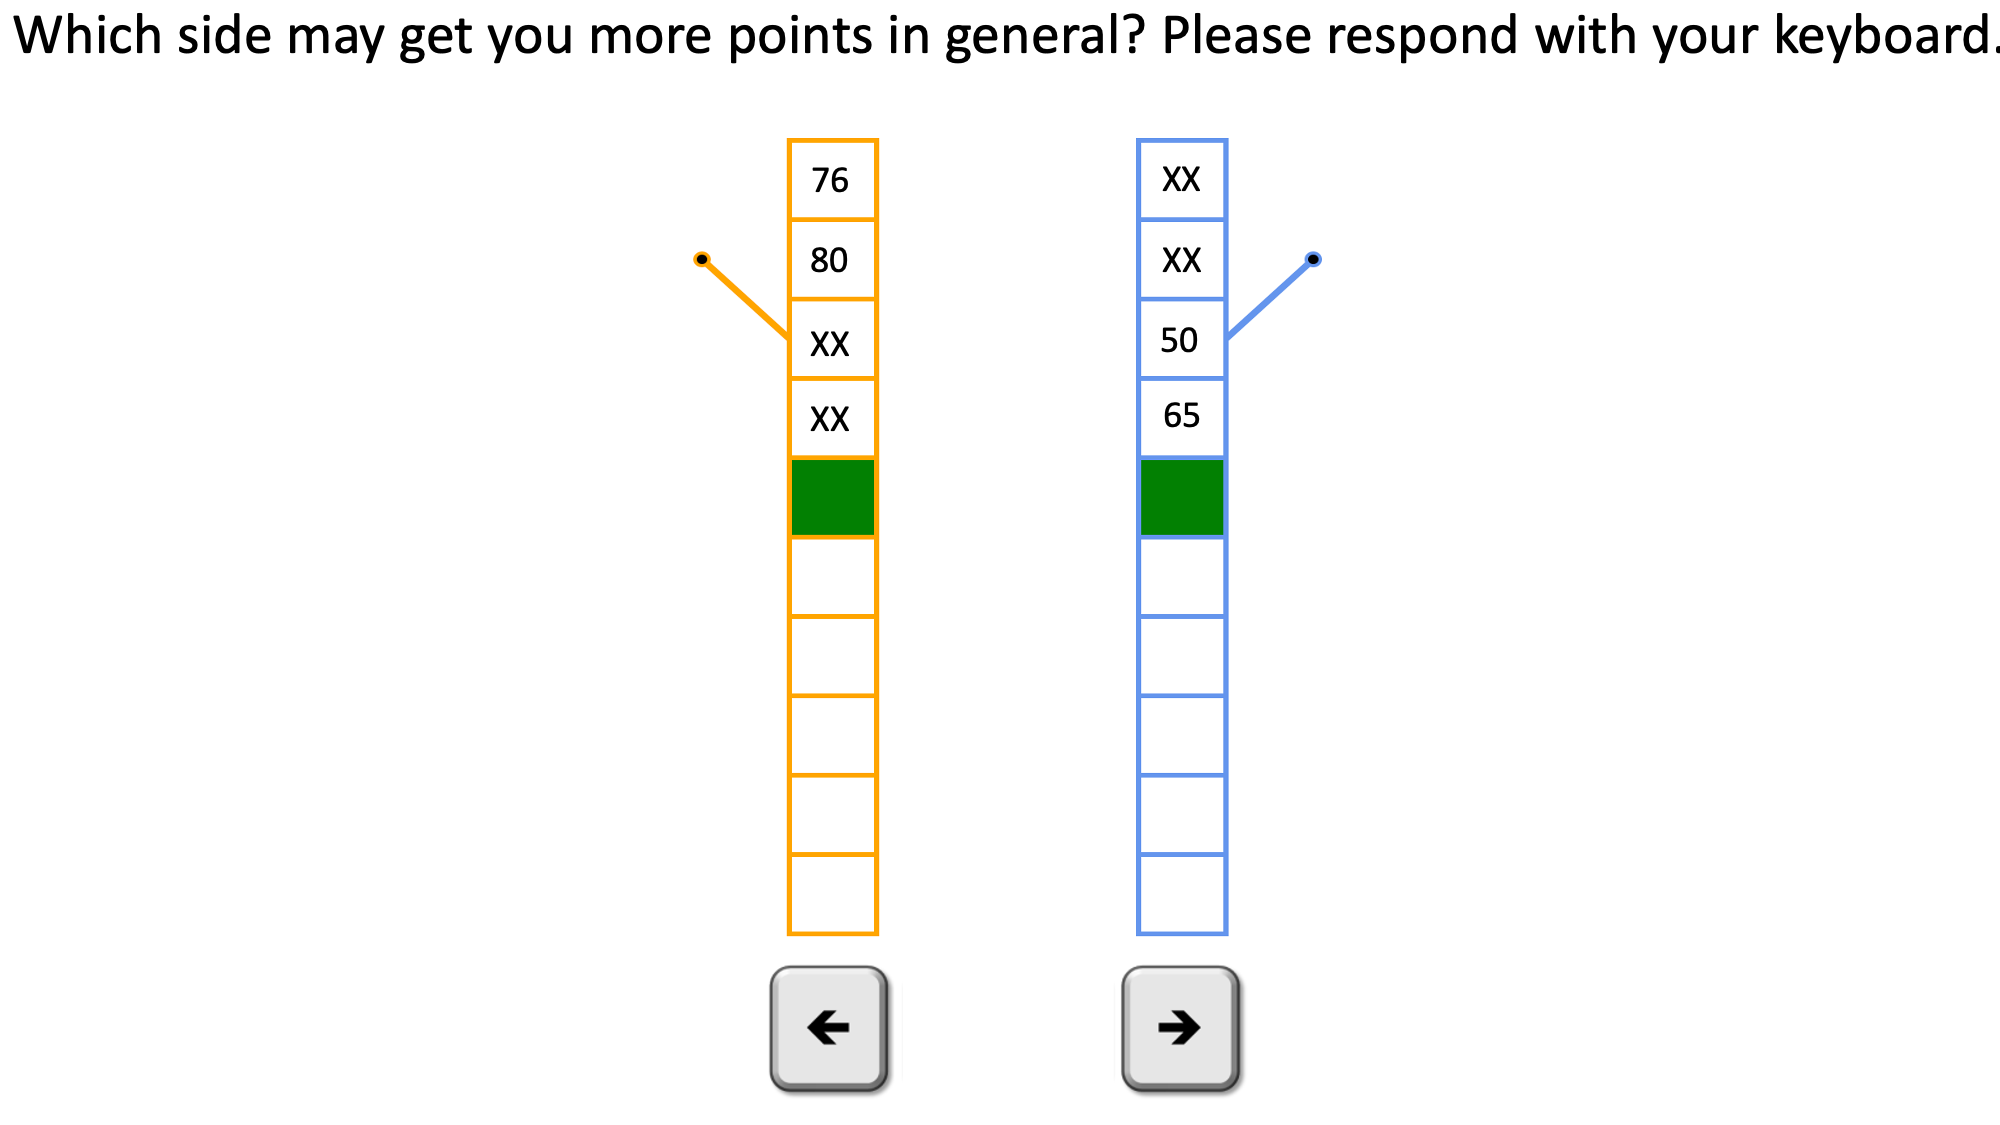 Which side may get you more points in general? Please respond with your keyboard.
76 XX
80 XX
XX 50
XX 65